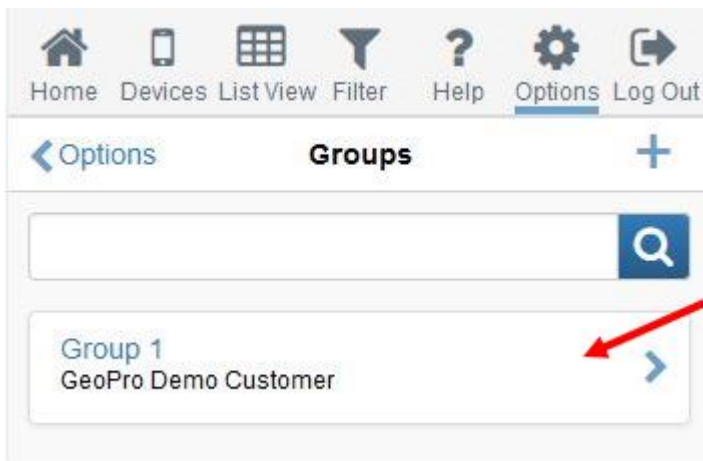 Home Devices List View Filter Help Options Log Out
Options Groups +
Group 1
GeoPro Demo Customer